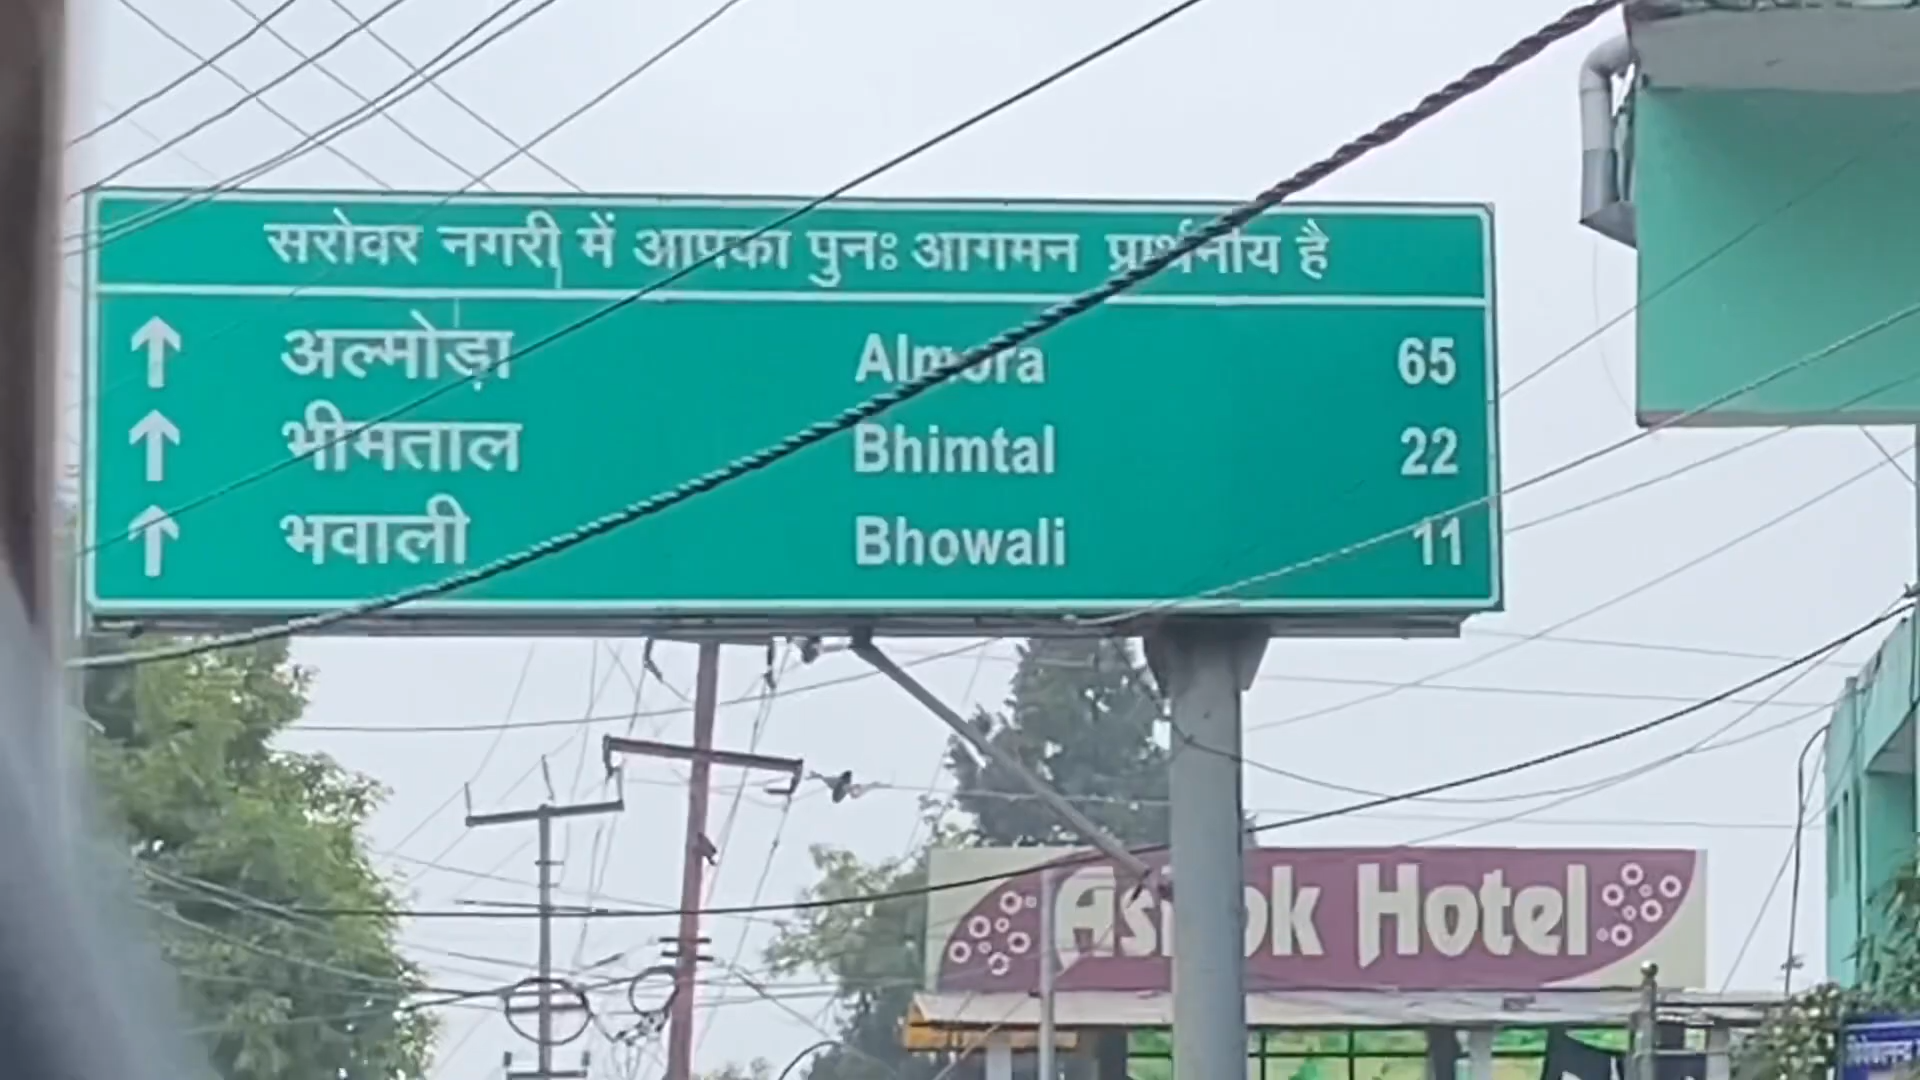 सरोवर नगरी में आपका पुनः आगमन प्रार्थनीय है
अल्मोड़ा Almora 65
भीमताल Bhimtal 22
भवाली Bhowali 11
Ashok Hotel